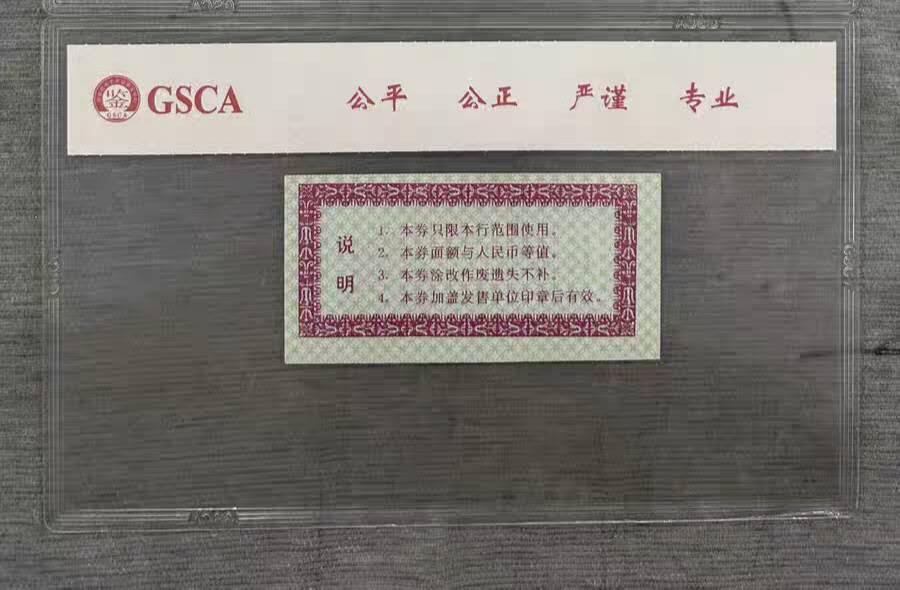 鉴
GSCA
GSCA 公平 公正 严谨 专业
说明
1. 本券只限本行范围使用。
2. 本券面额与人民币等值。
3. 本券涂改作废遗失不补。
4. 本券加盖发售单位印章后有效。